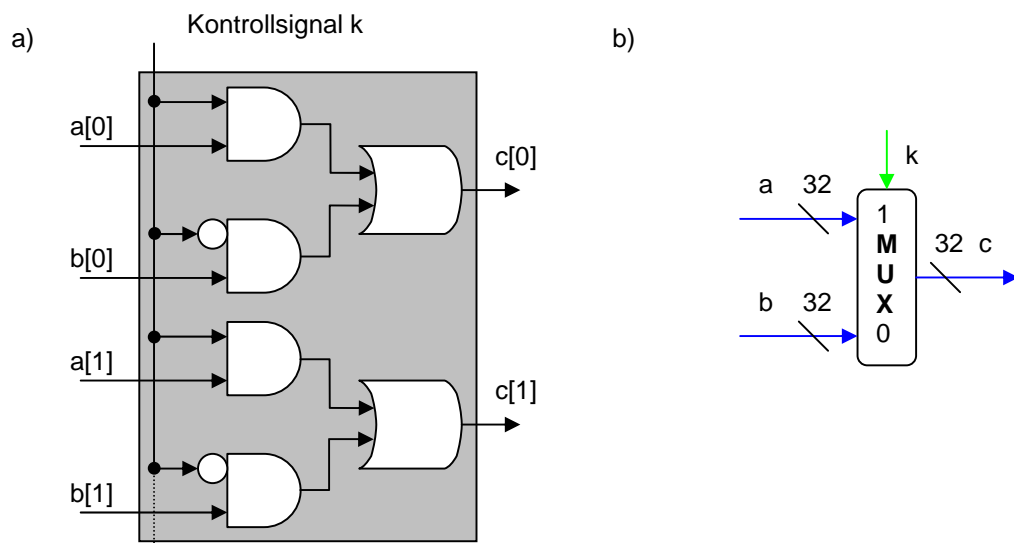 a)
Kontrollsignal k
a[0]
b[0]
c[0]
a[1]
b[1]
c[1]
b)
k
a 32
b 32
1
M
U
X
0
32 c